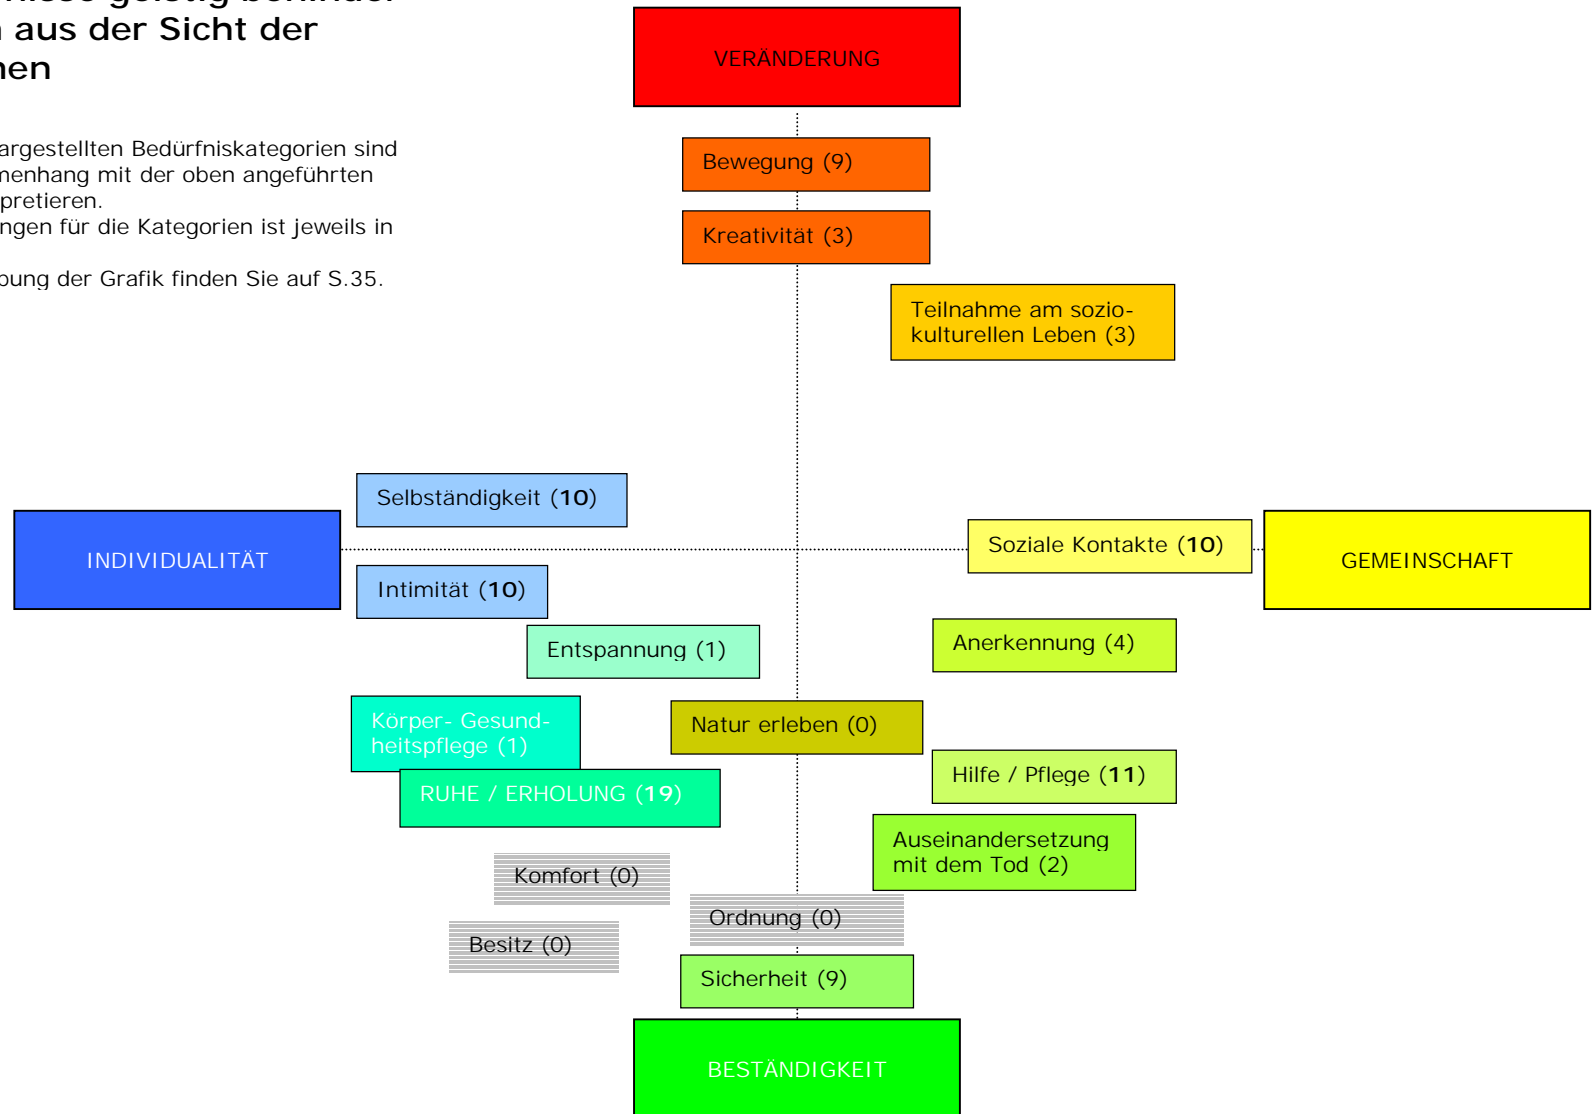 aus der Sicht der
VERÄNDERUNG
Bewegung (9)
Kreativität (3)
argestellten Bedürfniskategorien sind
menhang mit der oben angeführten
pretieren.
ngen für die Kategorien ist jeweils in
bung der Grafik finden Sie auf S.35.
Teilnahme am sozio-
kulturellen Leben (3)
Selbständigkeit (10)
INDIVIDUALITÄT
Soziale Kontakte (10)
GEMEINSCHAFT
Intimität (10)
Entspannung (1)
Anerkennung (4)
Körper- Gesund-
heitspflege (1)
Natur erleben (0)
Hilfe / Pflege (11)
RUHE / ERHOLUNG (19)
Auseinandersetzung
mit dem Tod (2)
Komfort (0)
Ordnung (0)
Besitz (0)
Sicherheit (9)
BESTÄNDIGKEIT